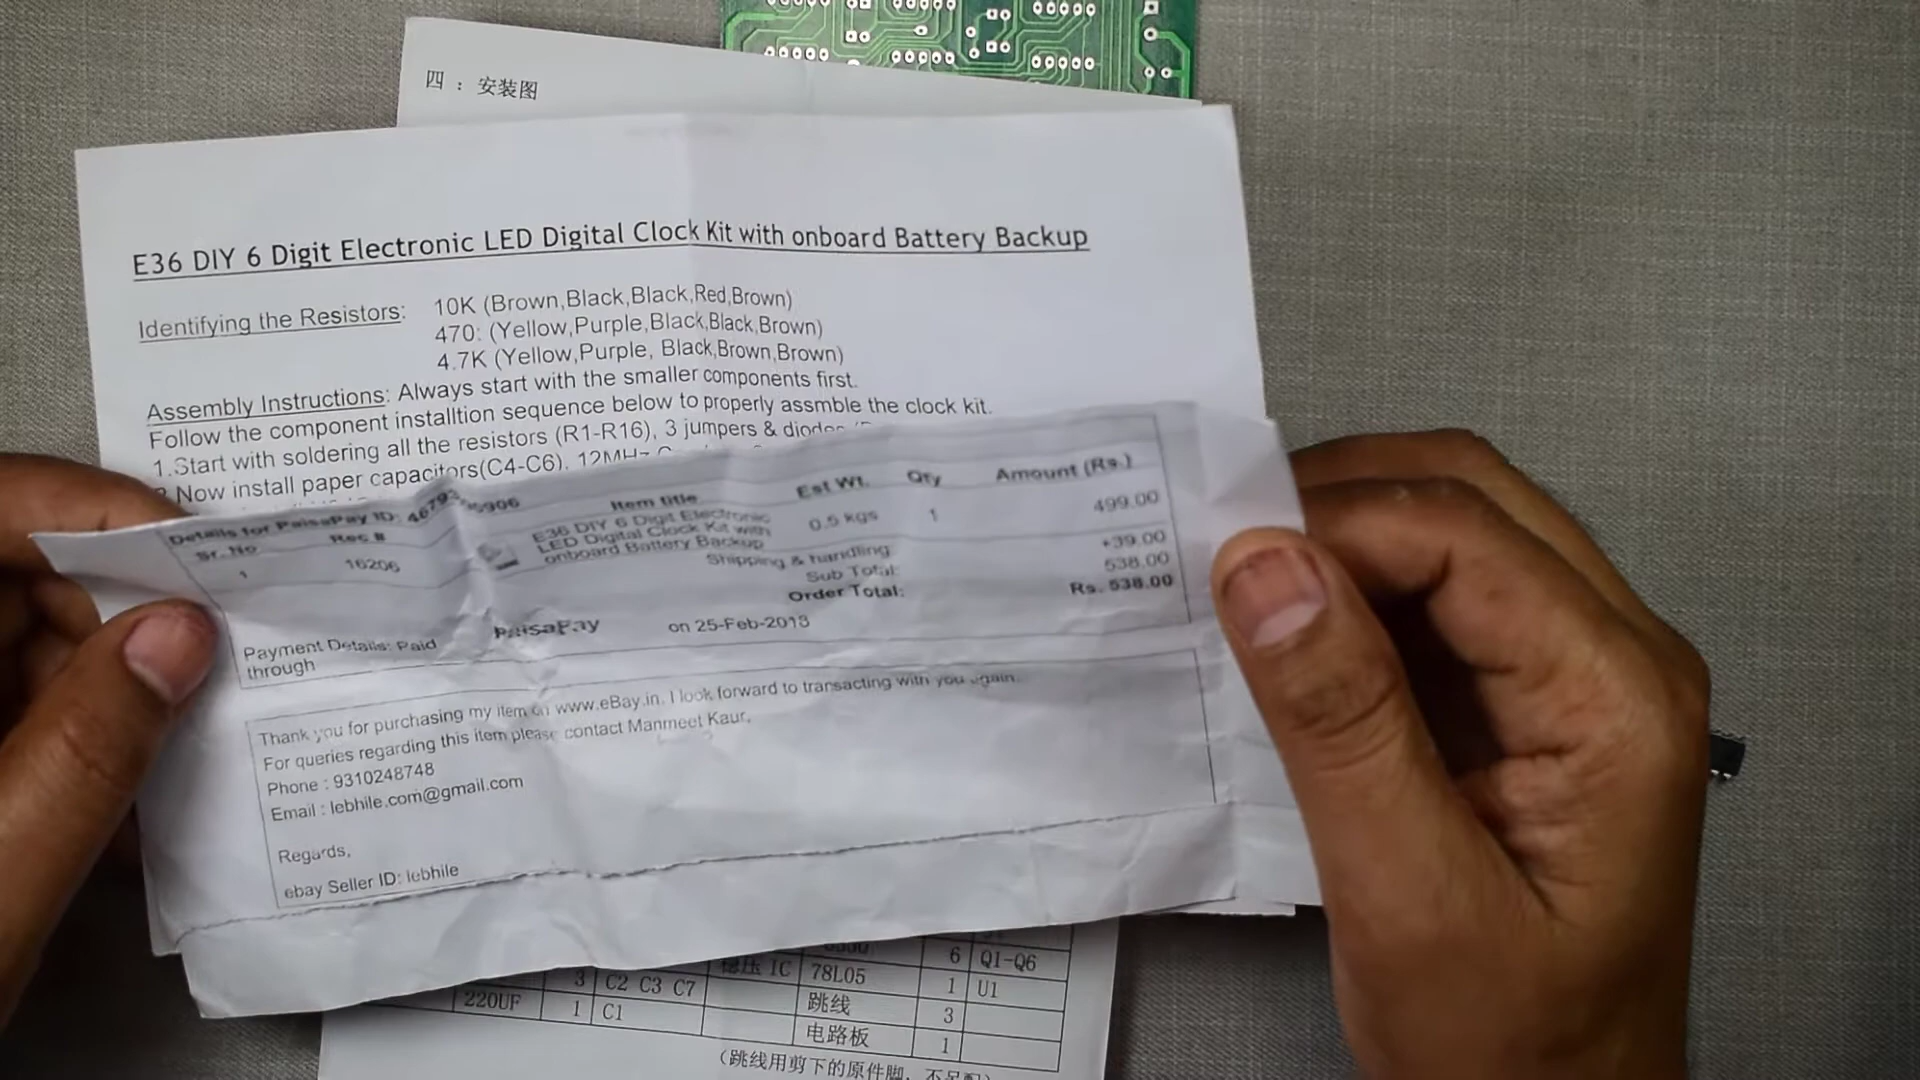 四 : 安装图
E36 DIY 6 Digit Electronic LED Digital Clock Kit with onboard Battery Backup
Identifying the Resistors: 10K (Brown,Black,Black,Red,Brown)
470: (Yellow,Purple,Black,Black,Brown)
4.7K (Yellow,Purple, Black,Brown,Brown)
Assembly Instructions: Always start with the smaller components first.
Follow the component installtion sequence below to properly assmble the clock kit.
1.Start with soldering all the resistors (R1-R16), 3 jumpers &
Now install paper capacitors(C4-C6), 12MHz
Details for PaisaPay ID:
Sr. No Rec # Item title Est Wt. Qty Amount (Rs.)
1 16206 E36 DIY 6 Digit Electronic 0.5 kgs 1 499.00
LED Digital Clock Kit with
onboard Battery Backup
Shipping & handling: +39.00
Sub Total: 538.00
Order Total: Rs. 538.00
Payment Details: Paid PaisaPay on 25-Feb-2013
through
Thank you for purchasing my item on www.eBay.in. I look forward to transacting with you again.
For queries regarding this item please contact Manmeet Kaur.
Phone : 9310248748
Email : lebhile.com@gmail.com
Regards,
ebay Seller ID: lebhile
6 Q1-Q6
3 C2 C3 C7 IC 78L05 1 U1
220UF 1 C1 跳线 3
电路板 1
(跳线用剪下的原件脚,